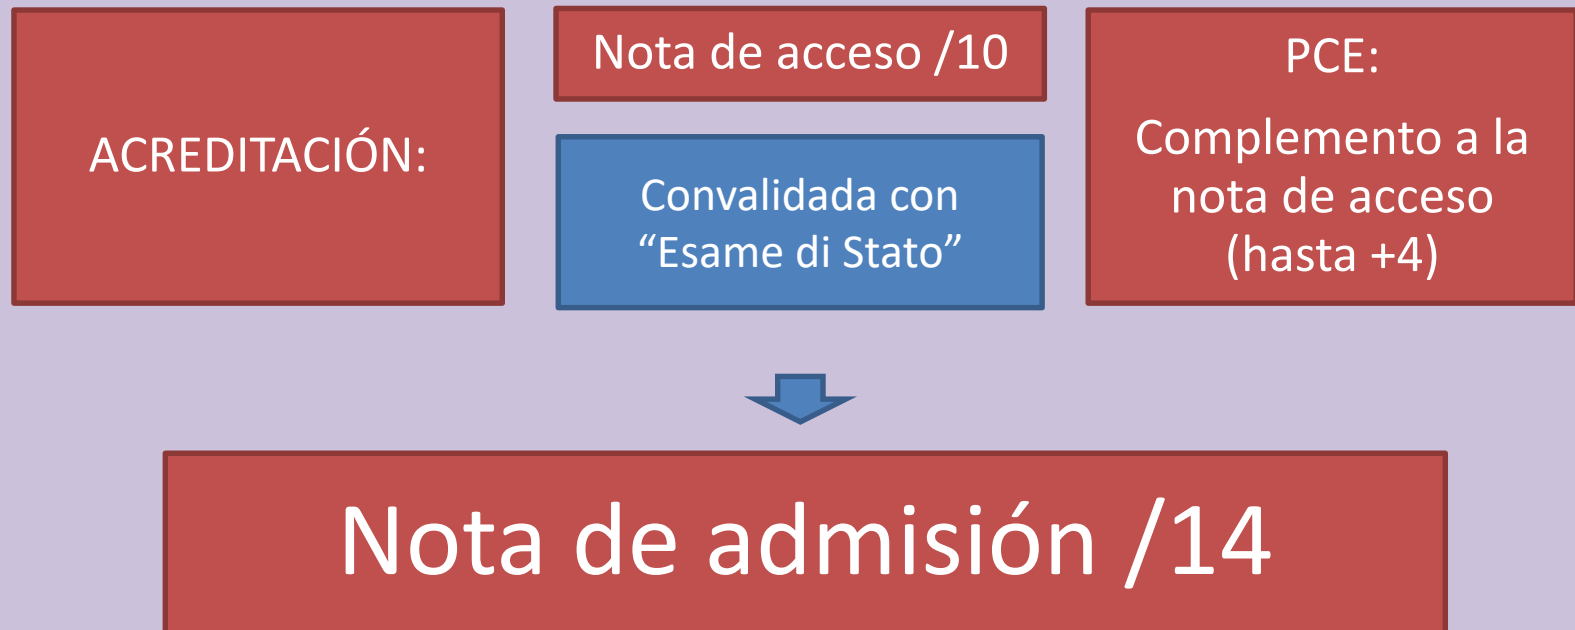 ACREDITACIÓN:
Nota de acceso /10
Convalidada con
“Esame di Stato”
PCE:
Complemento a la
nota de acceso
(hasta +4)
Nota de admisión /14